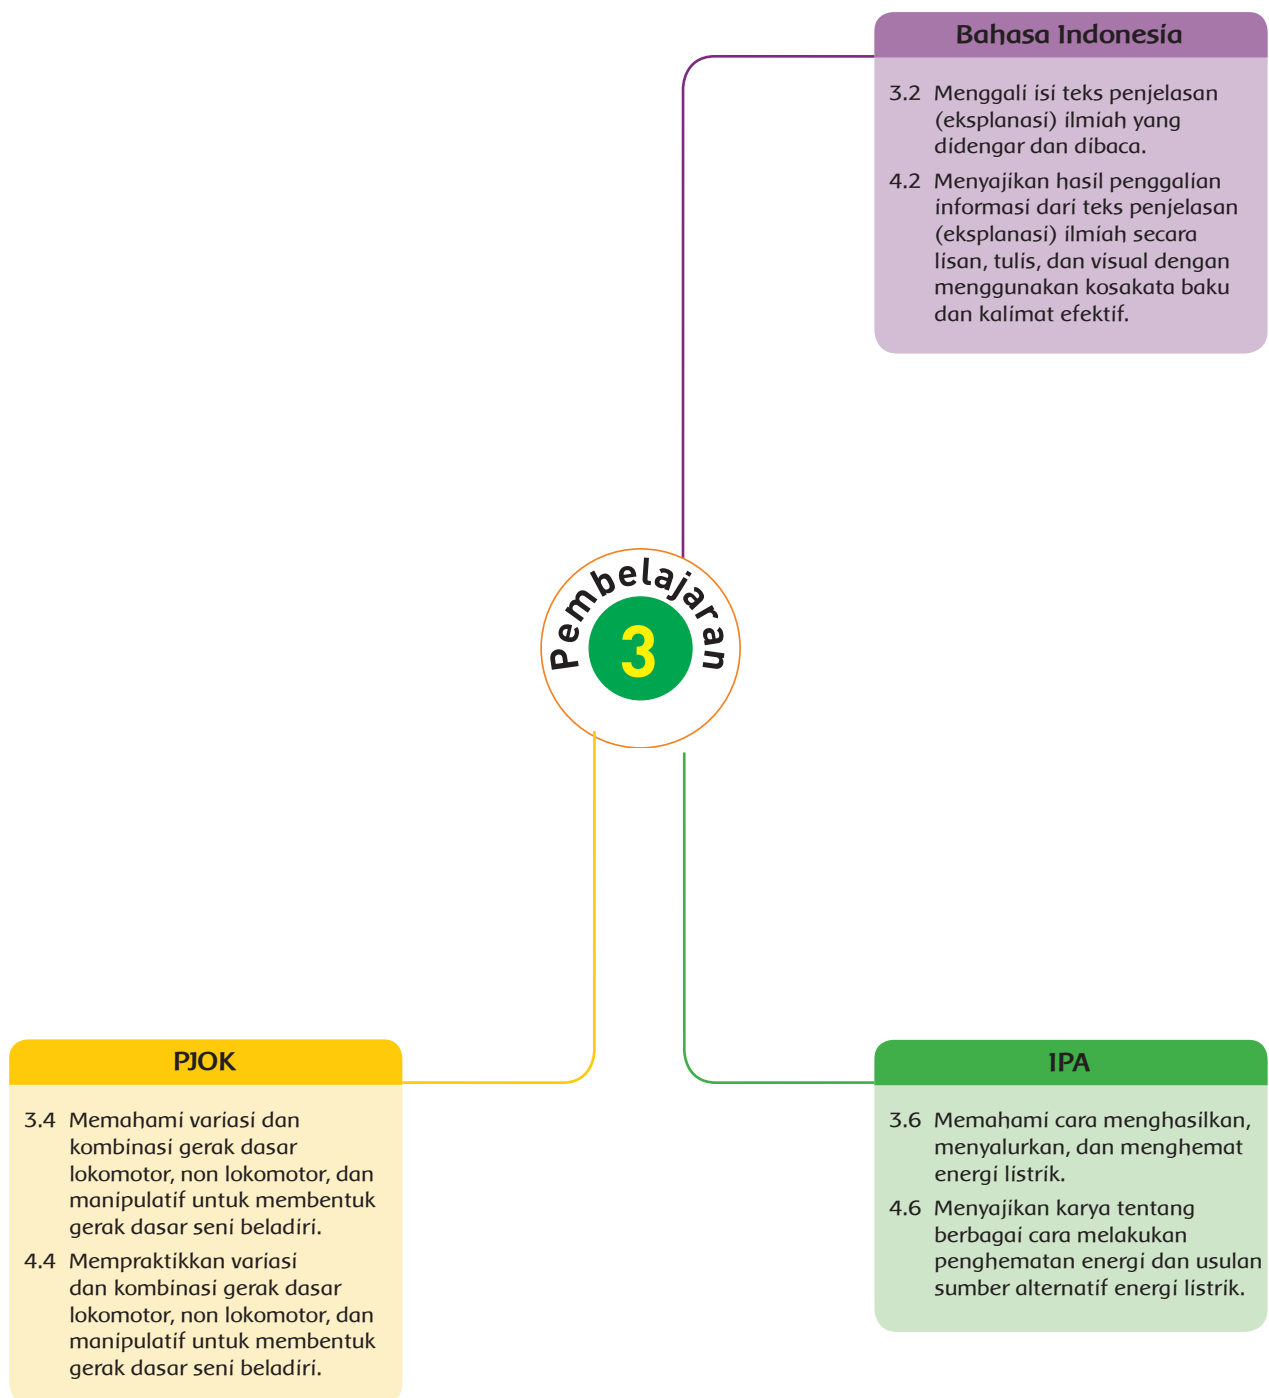 Bahasa Indonesia
3.2 Menggali isi teks penjelasan
(eksplanasi) ilmiah yang
didengar dan dibaca.
4.2 Menyajikan hasil penggalian
informasi dari teks penjelasan
(eksplanasi) ilmiah secara
lisan, tulis, dan visual dengan
menggunakan kosakata baku
dan kalimat efektif.
Pembelajaran
3
PJOK
3.4 Memahami variasi dan
kombinasi gerak dasar
lokomotor, non lokomotor, dan
manipulatif untuk membentuk
gerak dasar seni beladiri.
4.4 Mempraktikkan variasi
dan kombinasi gerak dasar
lokomotor, non lokomotor, dan
manipulatif untuk membentuk
gerak dasar seni beladiri.
IPA
3.6 Memahami cara menghasilkan,
menyalurkan, dan menghemat
energi listrik.
4.6 Menyajikan karya tentang
berbagai cara melakukan
penghematan energi dan usulan
sumber alternatif energi listrik.